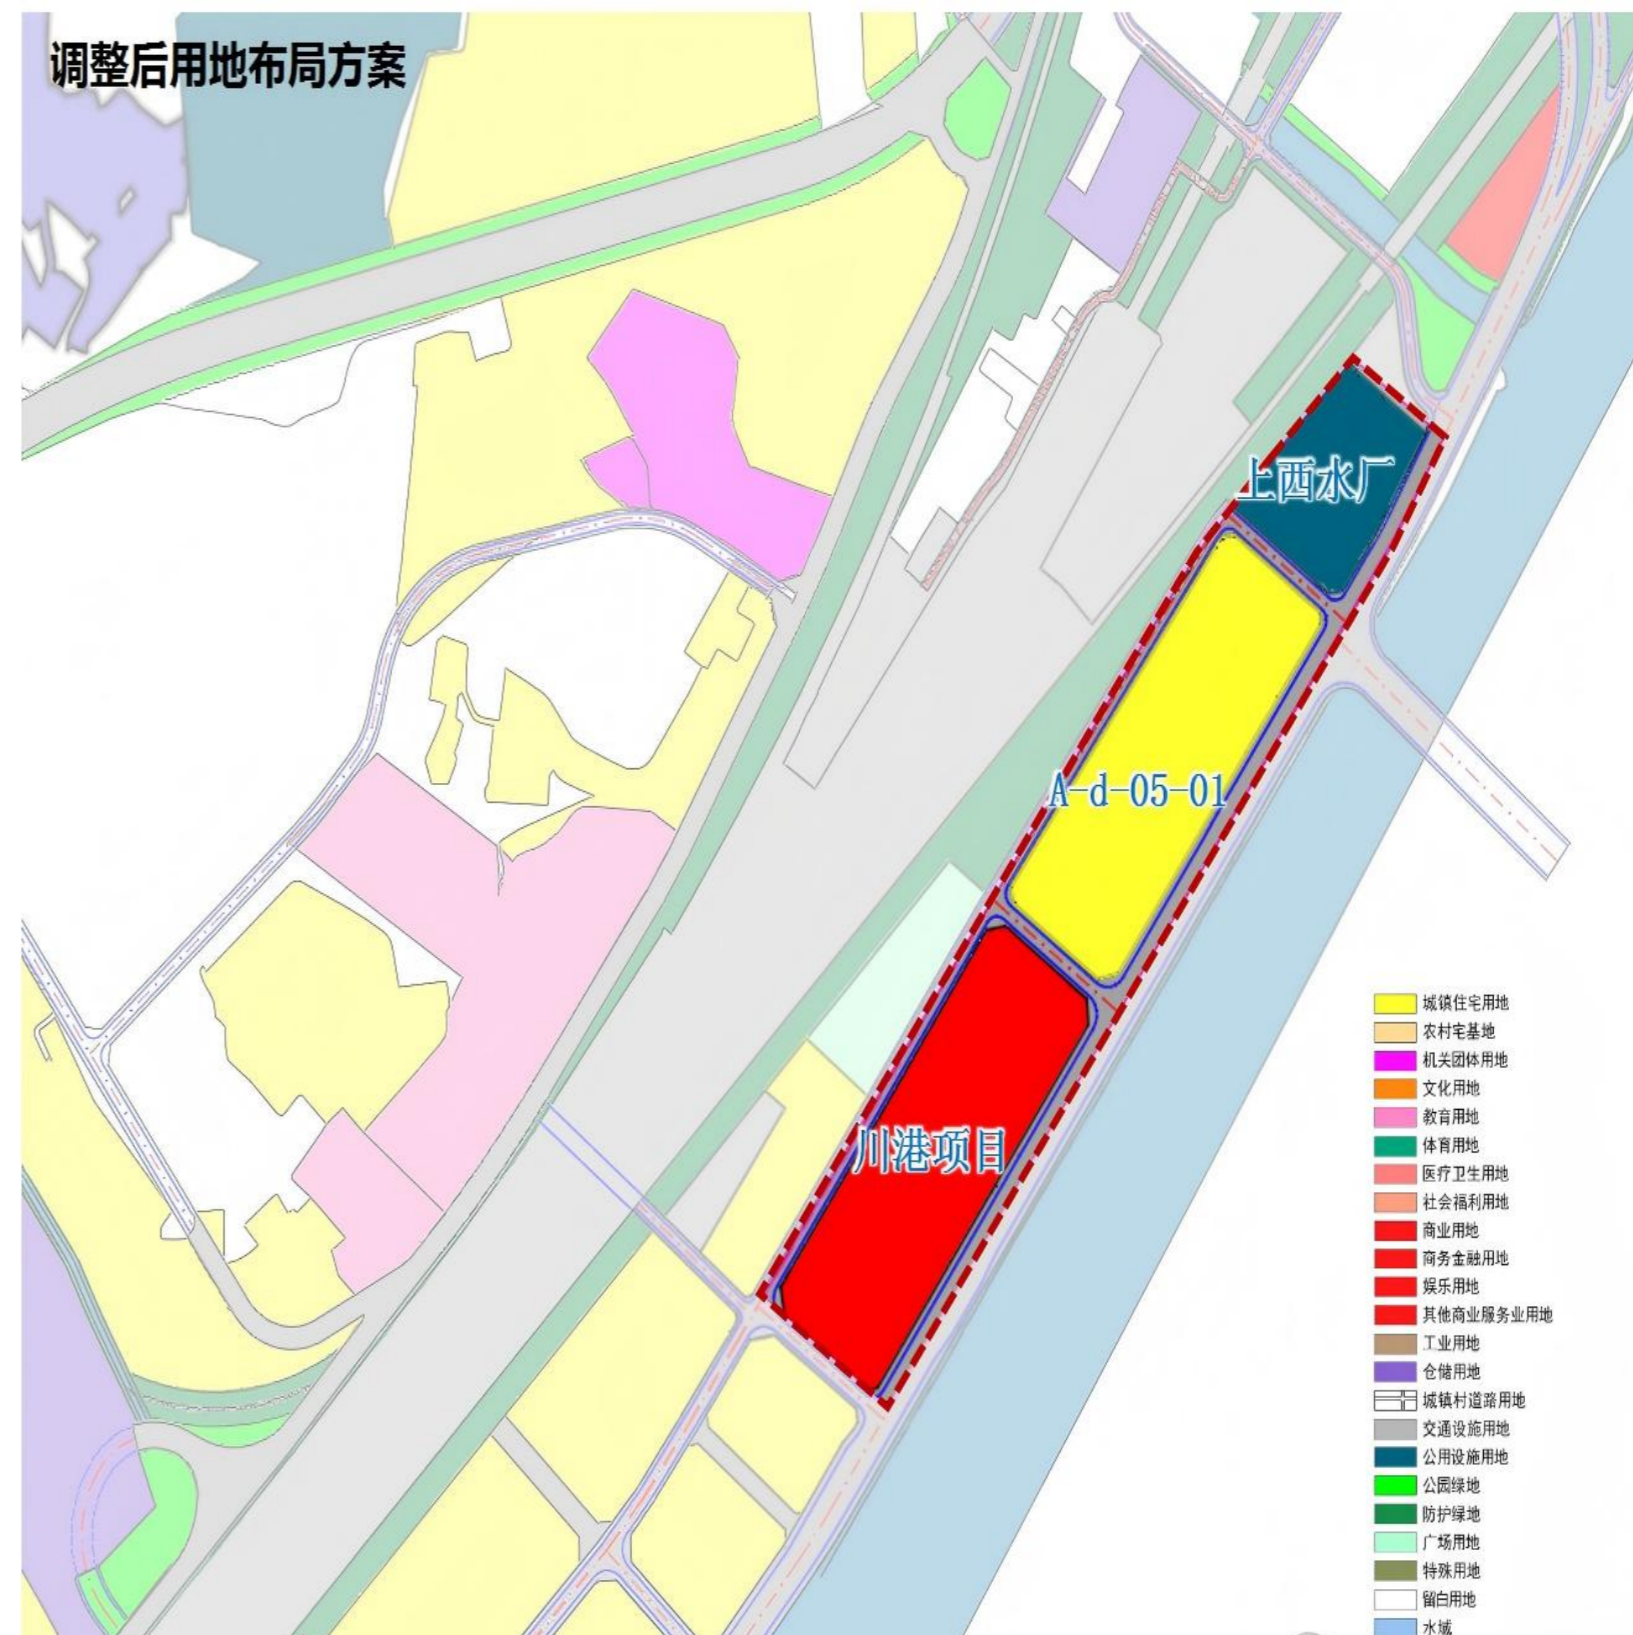 调整后用地布局方案
上西水厂
A-d-05-01
川港项目
城镇住宅用地
农村宅基地
机关团体用地
文化用地
教育用地
体育用地
医疗卫生用地
社会福利用地
商业用地
商务金融用地
娱乐用地
其他商业服务业用地
工业用地
仓储用地
城镇村道路用地
交通设施用地
公用设施用地
公园绿地
防护绿地
广场用地
特殊用地
留白用地
水域